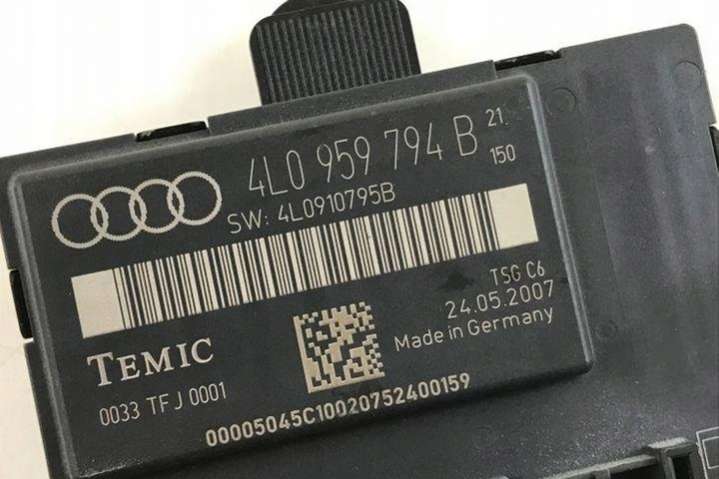 4L0 959 794 B 21.
150
SW: 4L0910795B
TSG C6
24.05.2007
Made in Germany
TEMIC
0033 TFJ 0001
00005045C10020752400159